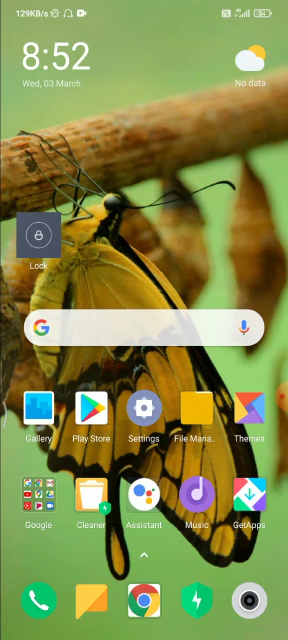 129KB/s
54
8:52
Wed, 03 March
No data
Lock
Gallery
Play Store
Settings
File Mana..
Themes
Google
Cleaner
Assistant
Music
GetApps